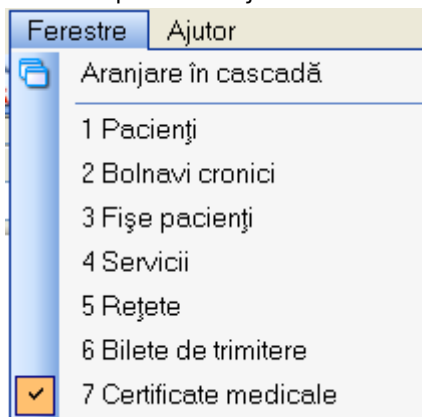 Ferestre Ajutor
Aranjare în cascadă
1 Pacienţi
2 Bolnavi cronici
3 Fişe pacienţi
4 Servicii
5 Reţete
6 Bilete de trimitere
7 Certificate medicale